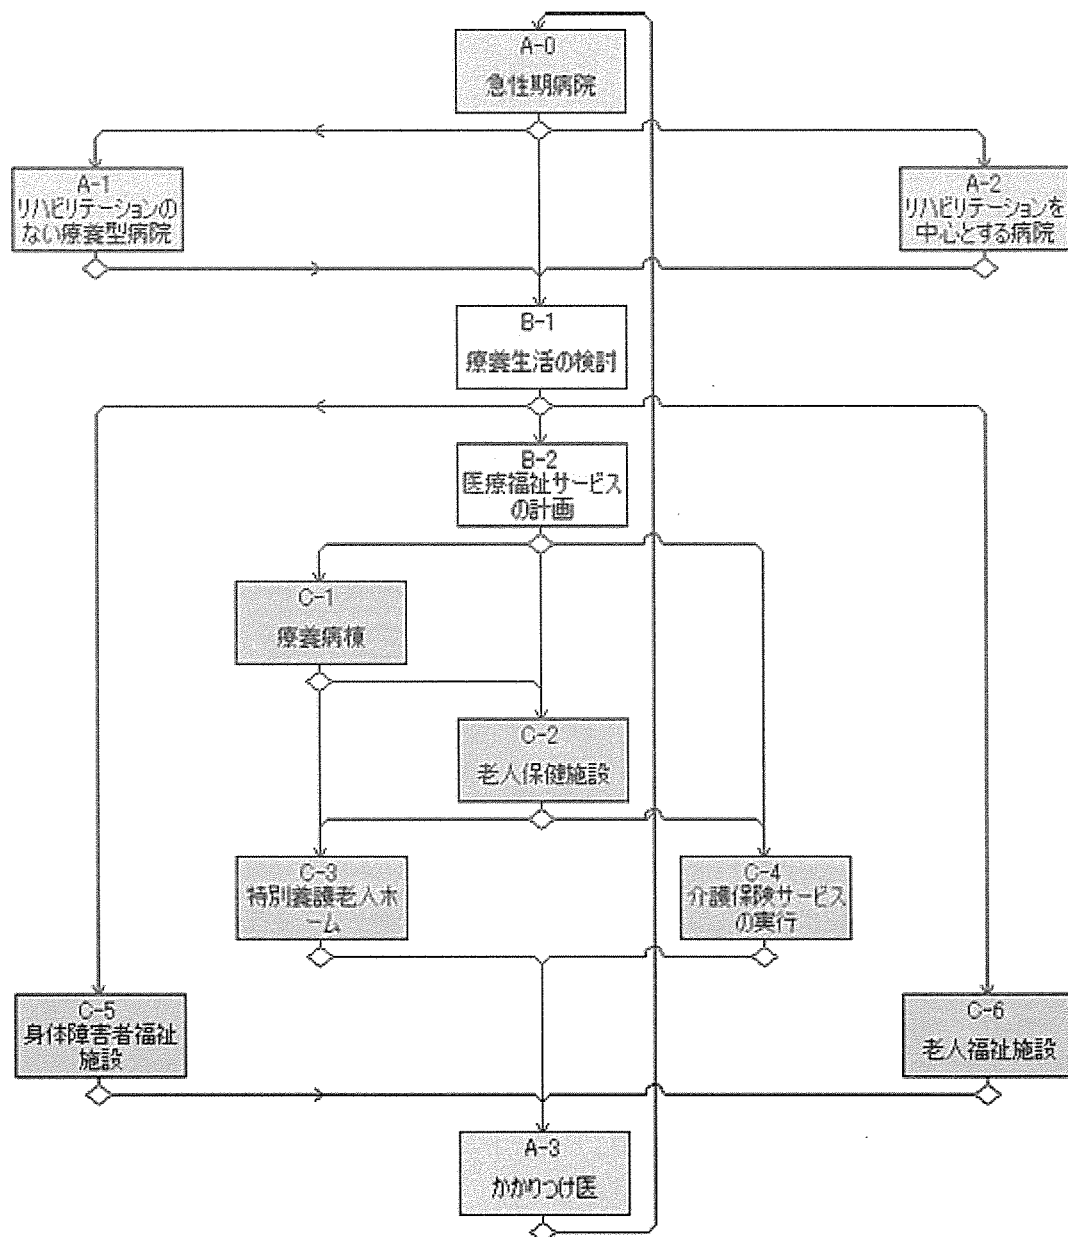 A-0
急性期病院
A-1
リハビリテーションの
ない療養型病院
A-2
リハビリテーションを
中心とする病院
B-1
療養生活の検討
B-2
医療福祉サービス
の計画
C-1
療養病棟
C-2
老人保健施設
C-3
特別養護老人ホ
ーム
C-4
介護保険サービス
の実行
C-5
身体障害者福祉
施設
C-6
老人福祉施設
A-3
かかりつけ医